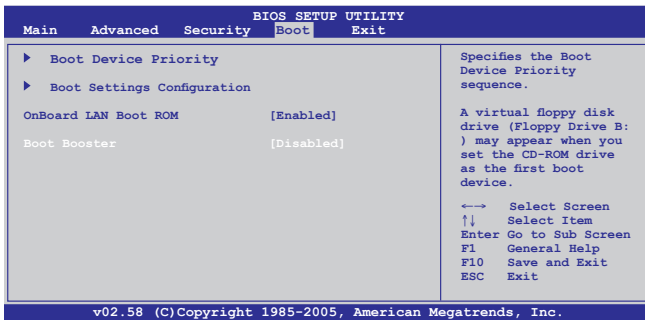 BIOS SETUP UTILITY
Main Advanced Security Boot Exit
Boot Device Priority
Boot Settings Configuration
OnBoard LAN Boot ROM [Enabled]
Boot Booster [Disabled]
Specifies the Boot
Device Priority
sequence.
A virtual floppy disk
drive (Floppy Drive B:
) may appear when you
set the CD-ROM drive
as the first boot
device.
←→ Select Screen
↑↓ Select Item
Enter Go to Sub Screen
F1 General Help
F10 Save and Exit
ESC Exit
v02.58 (C)Copyright 1985-2005, American Megatrends, Inc.